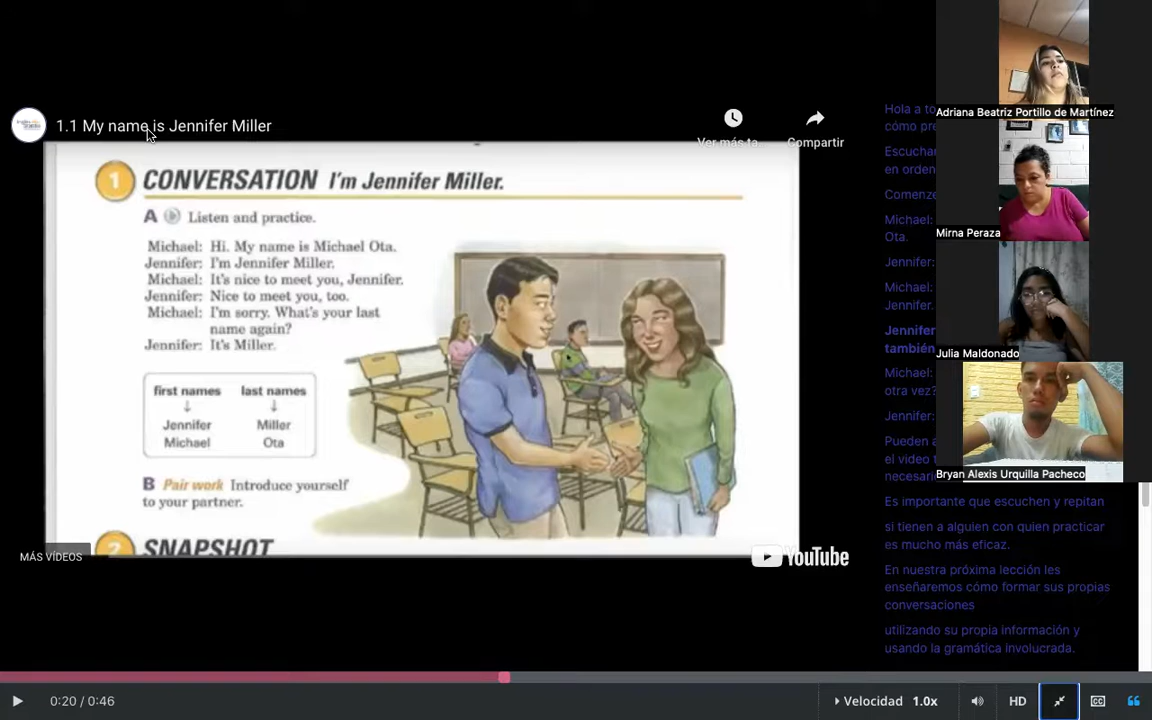 1.1 My name is Jennifer Miller
Ver más ta
Compartir
1 CONVERSATION I'm Jennifer Miller.
A Listen and practice.
Michael: Hi. My name is Michael Ota.
Jennifer: I'm Jennifer Miller.
Michael: It's nice to meet you, Jennifer.
Jennifer: Nice to meet you, too.
Michael: I'm sorry. What's your last
name again?
Jennifer: It's Miller.
first names last names
Jennifer Miller
Michael Ota
B Pair work Introduce yourself
to your partner.
2 SNAPSHOT
MÁS VÍDEOS
YouTube
Hola a to
cómo pre
Escuchar
en orden
Comenze
Michael:
Ota.
Jennifer:
Michael:
Jennifer.
Jennifer
también
Michael:
otra vez?
Jennifer:
Pueden a
el video t
necesario
Es importante que escuchen y repitan
si tienen a alguien con quien practicar
es mucho más eficaz.
En nuestra próxima lección les
enseñaremos cómo formar sus propias
conversaciones
utilizando su propia información y
usando la gramática involucrada.
Adriana Beatriz Portillo de Martínez
Mirna Peraza
Julia Maldonado
Bryan Alexis Urquilla Pacheco
0:20 / 0:46
Velocidad 1.0x
HD
CC